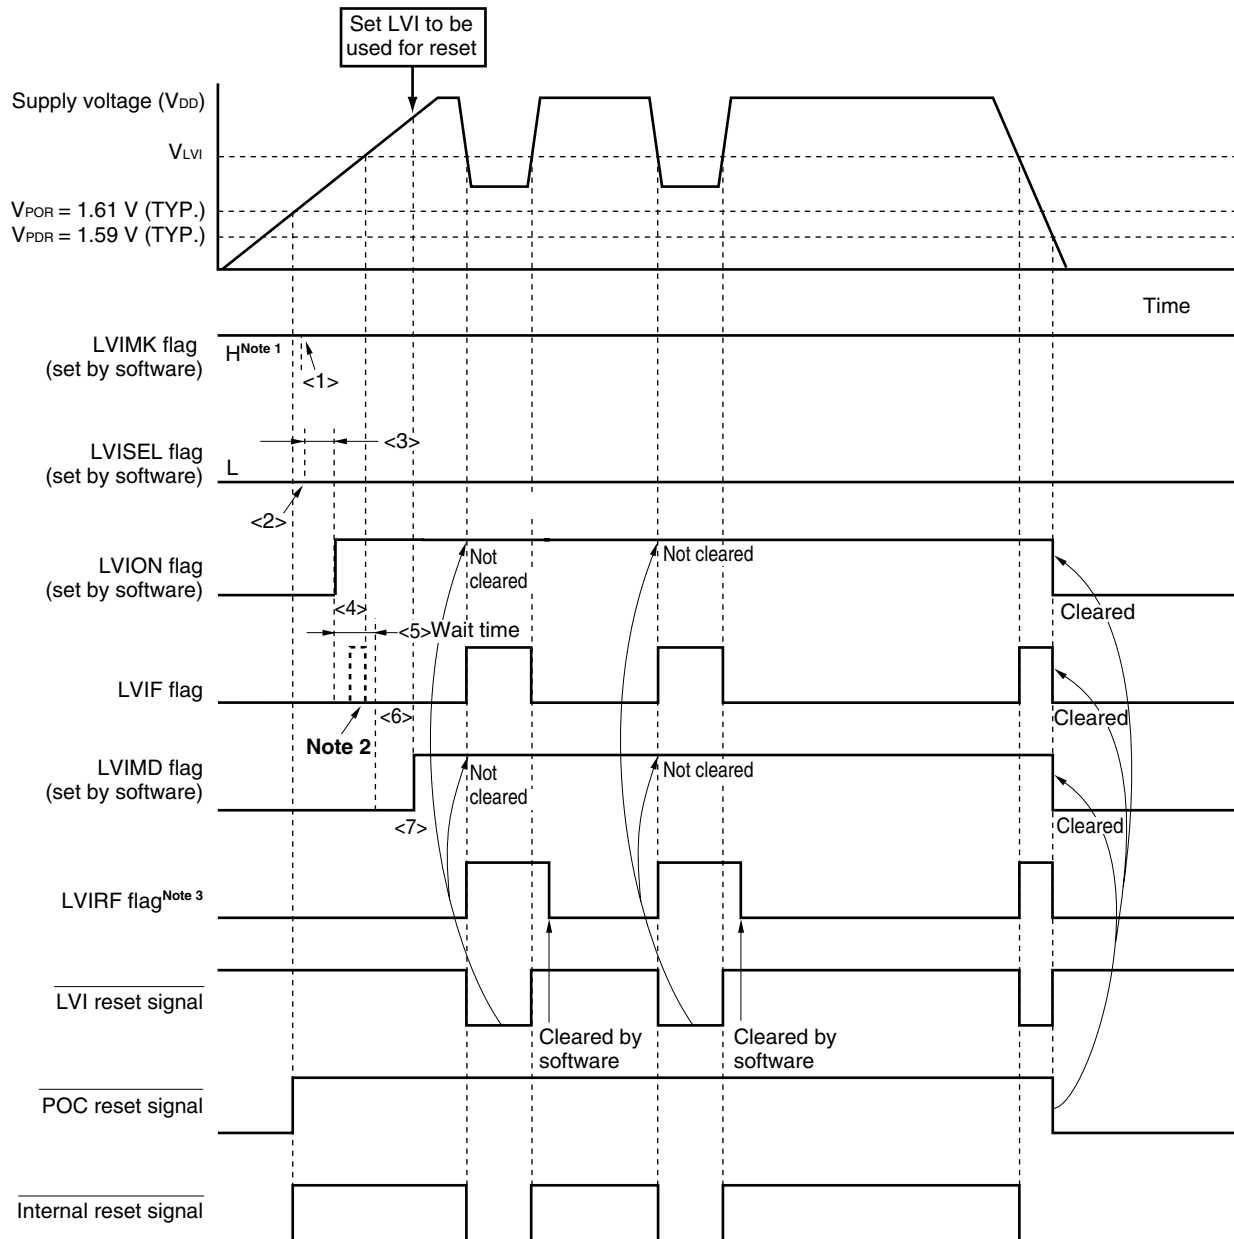 Set LVI to be
used for reset
Supply voltage (VDD)
VLVI
VPOR = 1.61 V (TYP.)
VPDR = 1.59 V (TYP.)
Time
LVIMK flag
(set by software)
HNote 1
<1>
LVISEL flag
(set by software)
<3>
L
<2>
LVION flag
(set by software)
Not
cleared
Not cleared
Cleared
<4>
<5>Wait time
LVIF flag
Note 2
<6>
Cleared
LVIMD flag
(set by software)
Not
cleared
Not cleared
<7>
Cleared
LVIRF flagNote 3
LVI reset signal
Cleared by
software
Cleared by
software
POC reset signal
Internal reset signal